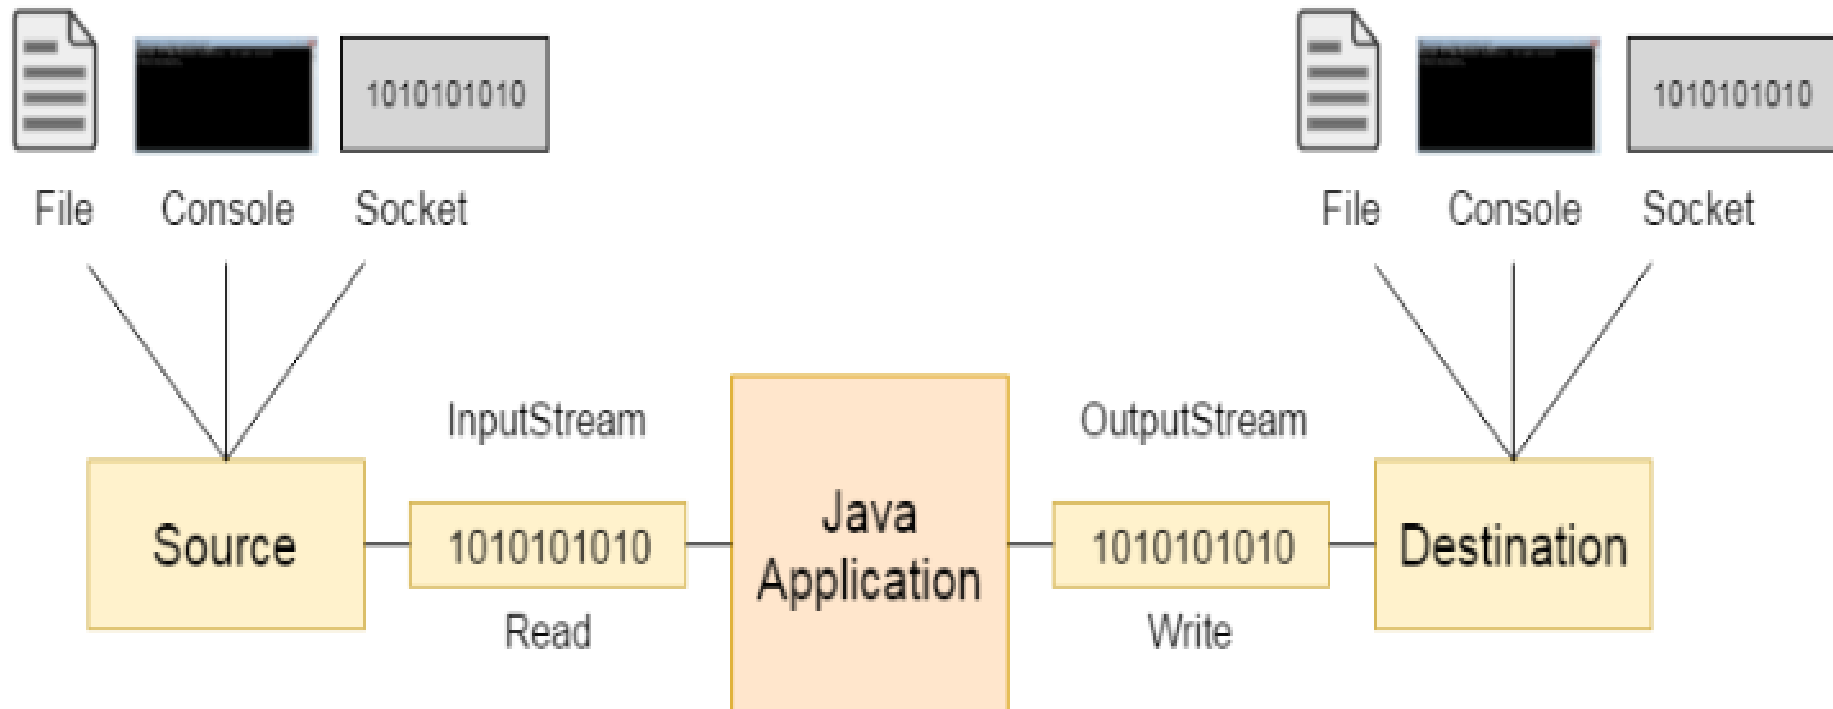 1010101010
1010101010
File Console Socket
File Console Socket
InputStream
OutputStream
Source
1010101010
Java
Application
1010101010
Destination
Read
Write